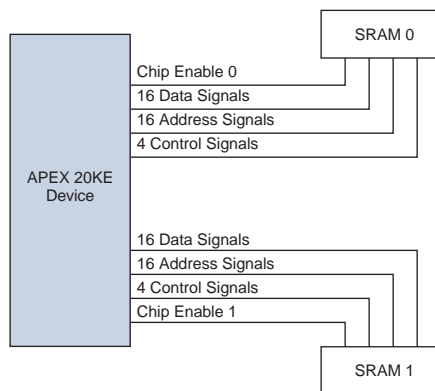 SRAM 0
Chip Enable 0
16 Data Signals
16 Address Signals
4 Control Signals
APEX 20KE
Device
16 Data Signals
16 Address Signals
4 Control Signals
Chip Enable 1
SRAM 1